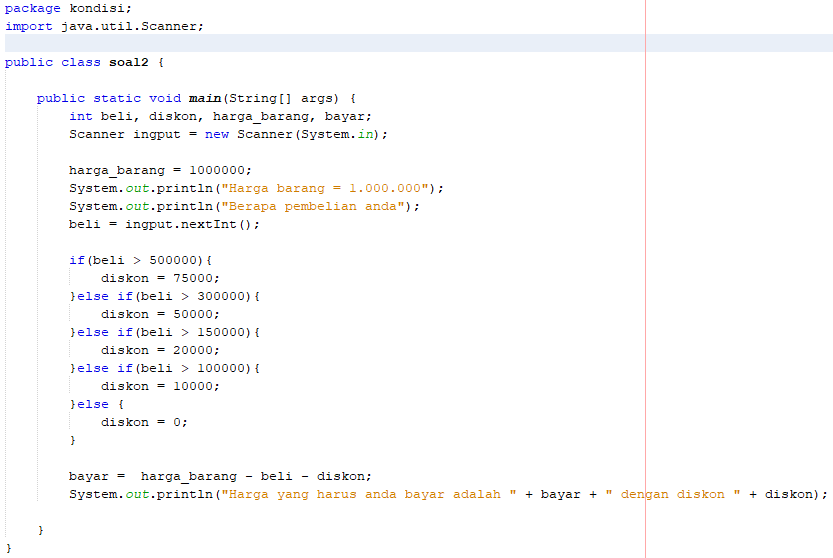 package kondisi;
import java.util.Scanner;
public class soal2 {
public static void main(String[] args) {
int beli, diskon, harga_barang, bayar;
Scanner ingput = new Scanner(System.in);
harga_barang = 1000000;
System.out.println("Harga barang = 1.000.000");
System.out.println("Berapa pembelian anda");
beli = ingput.nextInt();
if(beli > 500000){
diskon = 75000;
}else if(beli > 300000){
diskon = 50000;
}else if(beli > 150000){
diskon = 20000;
}else if(beli > 100000){
diskon = 10000;
}else {
diskon = 0;
}
bayar =  harga_barang - beli - diskon;
System.out.println("Harga yang harus anda bayar adalah " + bayar + " dengan diskon " + diskon);
}
}